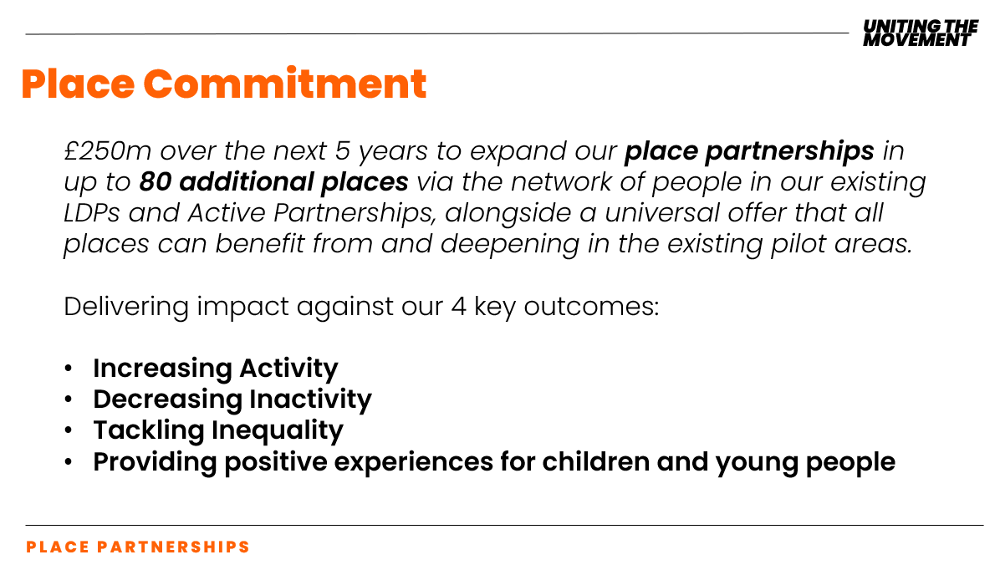 UNITING THE
MOVEMENT
Place Commitment
£250m over the next 5 years to expand our place partnerships in
up to 80 additional places via the network of people in our existing
LDPs and Active Partnerships, alongside a universal offer that all
places can benefit from and deepening in the existing pilot areas.
Delivering impact against our 4 key outcomes:
• Increasing Activity
• Decreasing Inactivity
• Tackling Inequality
• Providing positive experiences for children and young people
PLACE PARTNERSHIPS